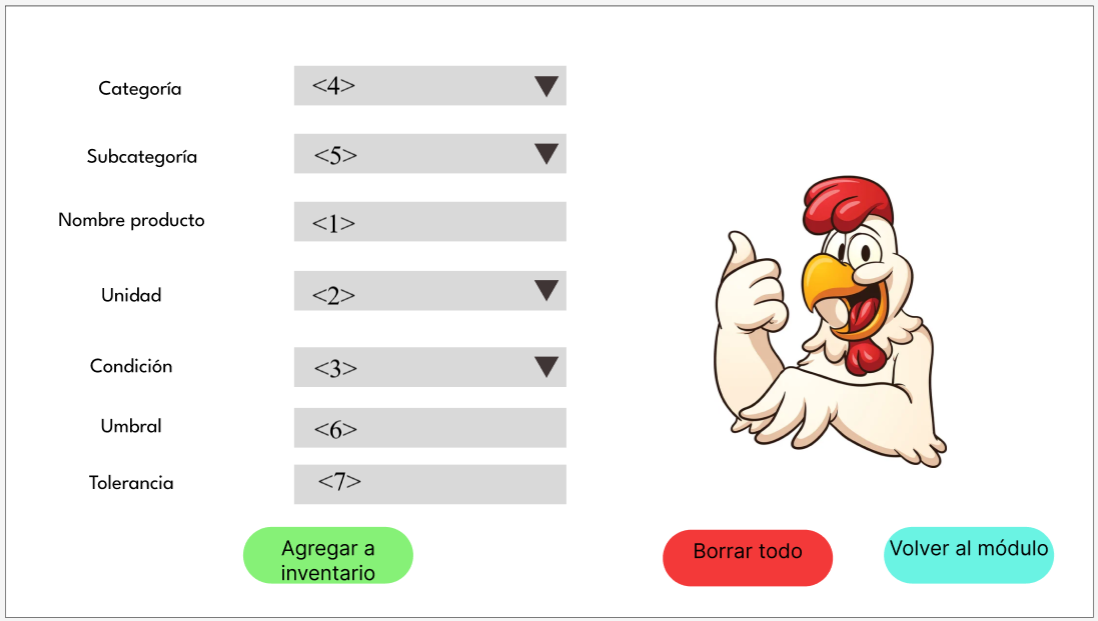 Categoría <4>
Subcategoría <5>
Nombre producto <1>
Unidad <2>
Condición <3>
Umbral <6>
Tolerancia <7>
Agregar a
inventario
Borrar todo
Volver al módulo